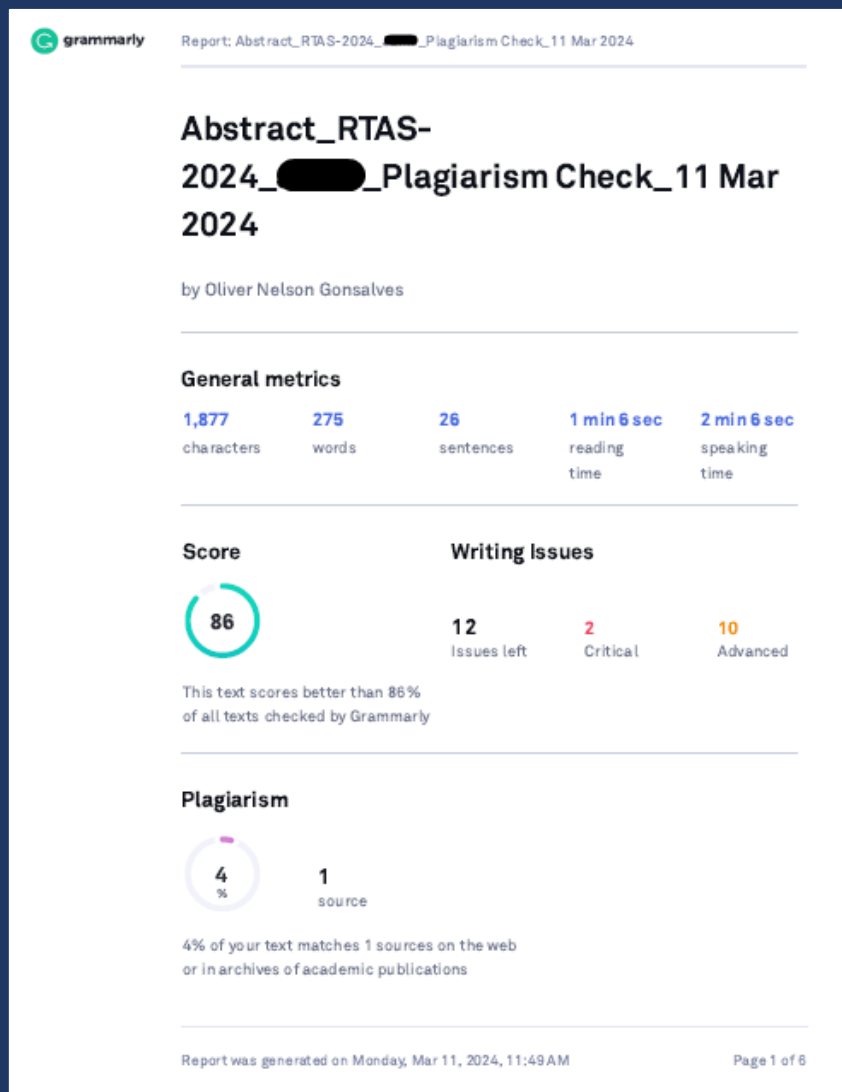 grammarly
Report: Abstract_RTAS-2024_ _Plagiarism Check_11 Mar 2024
Abstract_RTAS-
2024_ _Plagiarism Check_11 Mar
2024
by Oliver Nelson Gonsalves
General metrics
1,877 275 26 1 min 6 sec 2 min 6 sec
characters words sentences reading time speaking time
Score Writing Issues
86
12 2 10
Issues left Critical Advanced
This text scores better than 86%
of all texts checked by Grammarly
Plagiarism
4 %
1
source
4% of your text matches 1 sources on the web
or in archives of academic publications
Report was generated on Monday, Mar 11, 2024, 11:49 AM Page 1 of 6